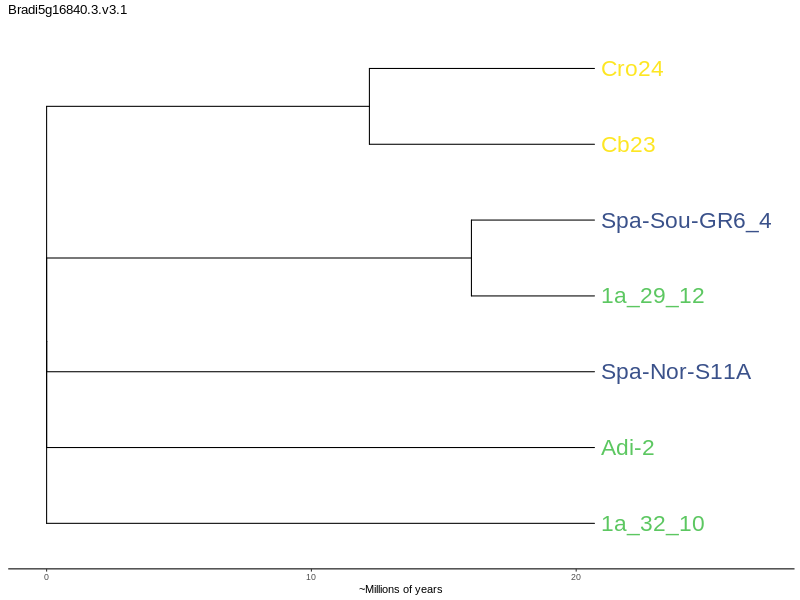 Bradi5g16840.3.v3.1
Cro24
Cb23
Spa-Sou-GR6_4
1a_29_12
Spa-Nor-S11A
Adi-2
1a_32_10
0 10 20
~Millions of years